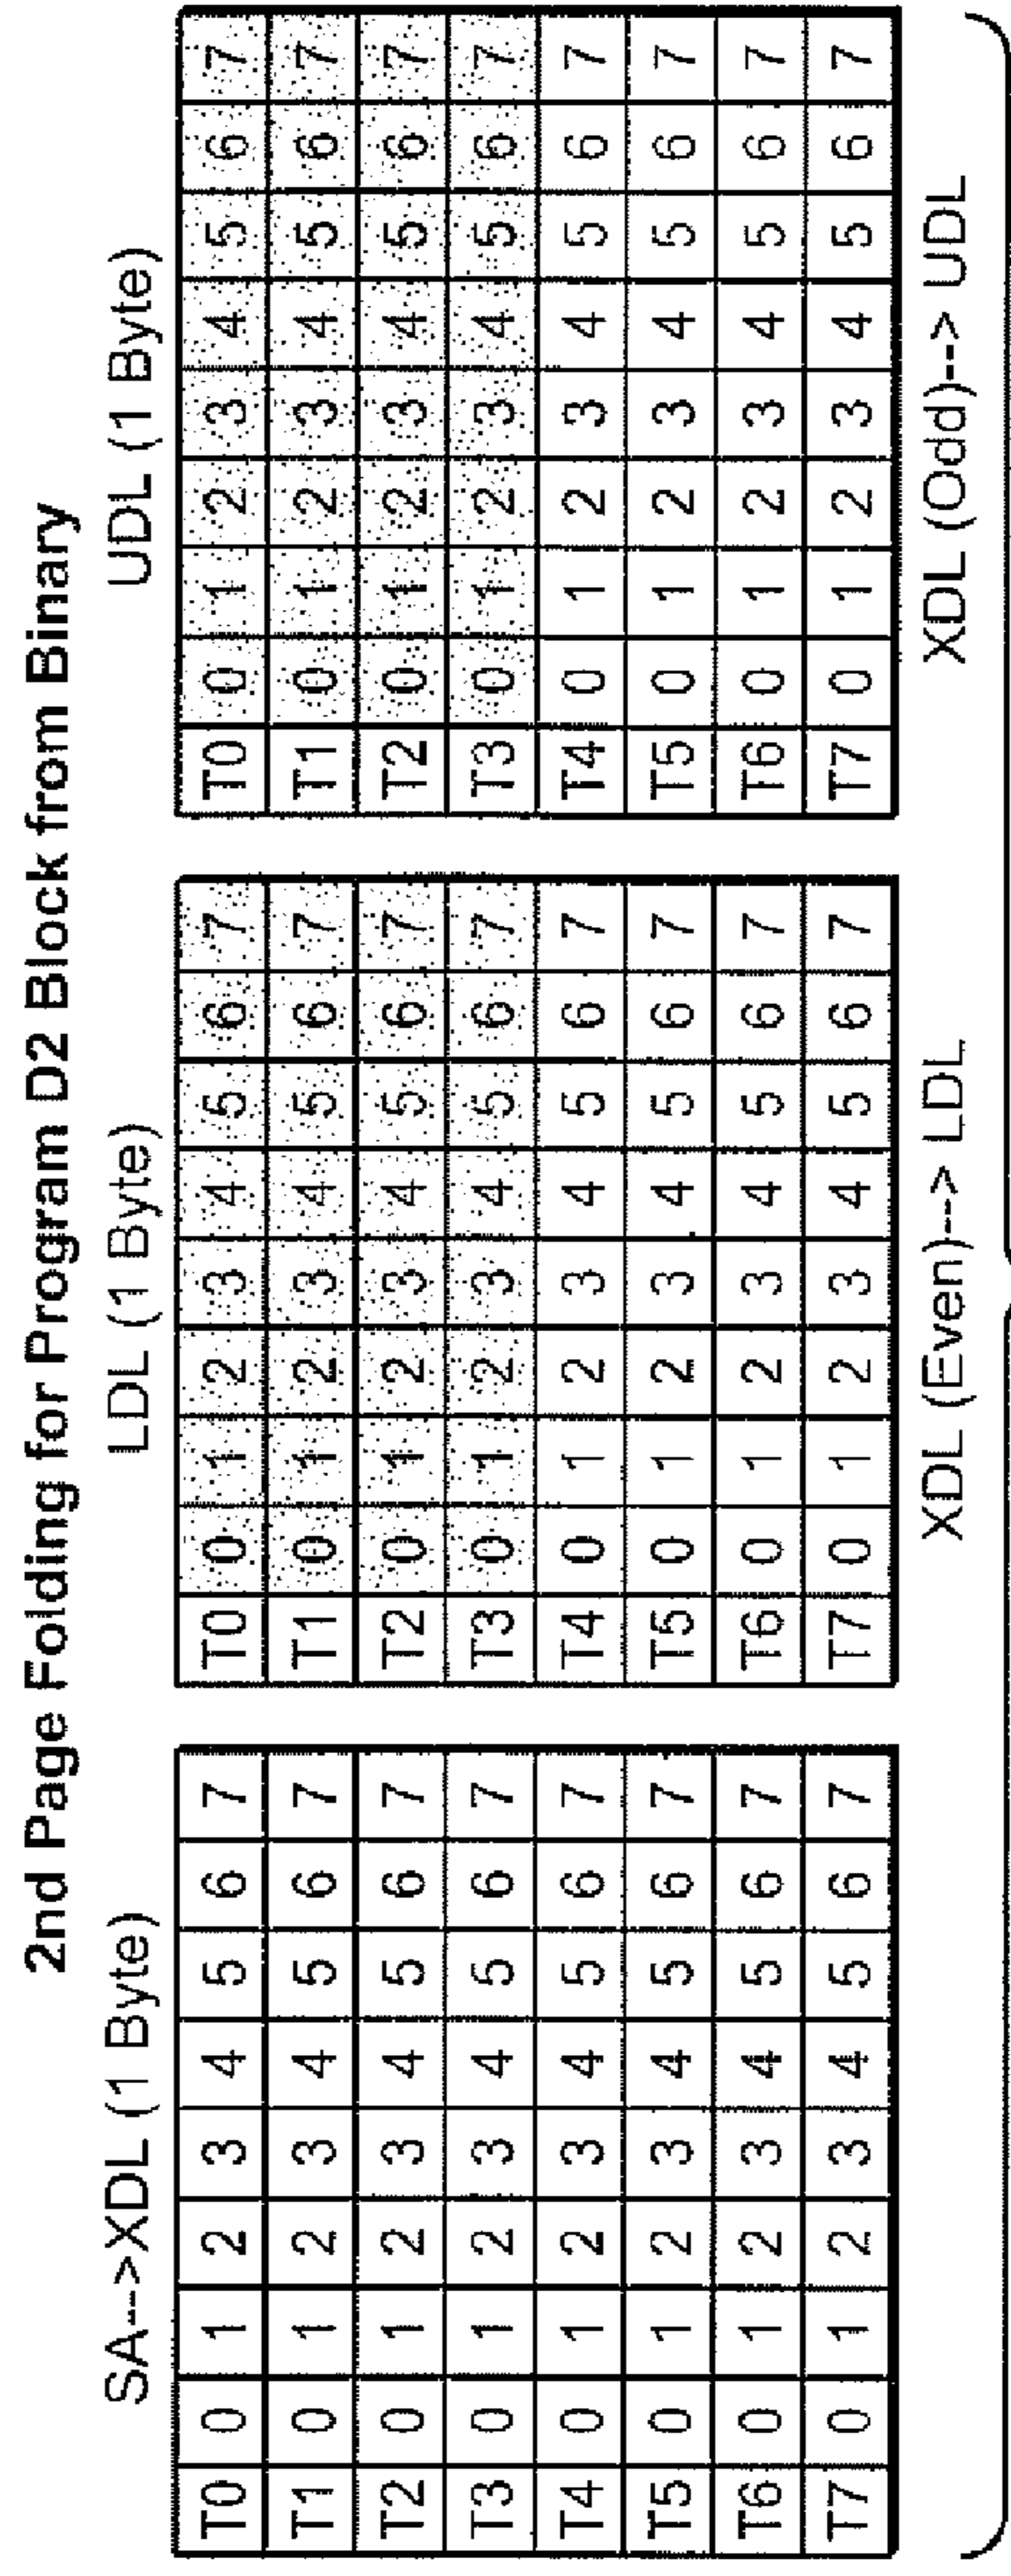 2nd Page Folding for Program D2 Block from Binary
SA-->XDL (1 Byte)
T0 0 1 2 3 4 5 6 7
T1 0 1 2 3 4 5 6 7
T2 0 1 2 3 4 5 6 7
T3 0 1 2 3 4 5 6 7
T4 0 1 2 3 4 5 6 7
T5 0 1 2 3 4 5 6 7
T6 0 1 2 3 4 5 6 7
T7 0 1 2 3 4 5 6 7
LDL (1 Byte)
T0 0 1 2 3 4 5 6 7
T1 0 1 2 3 4 5 6 7
T2 0 1 2 3 4 5 6 7
T3 0 1 2 3 4 5 6 7
T4 0 1 2 3 4 5 6 7
T5 0 1 2 3 4 5 6 7
T6 0 1 2 3 4 5 6 7
T7 0 1 2 3 4 5 6 7
XDL (Even)--> LDL
UDL (1 Byte)
T0 0 1 2 3 4 5 6 7
T1 0 1 2 3 4 5 6 7
T2 0 1 2 3 4 5 6 7
T3 0 1 2 3 4 5 6 7
T4 0 1 2 3 4 5 6 7
T5 0 1 2 3 4 5 6 7
T6 0 1 2 3 4 5 6 7
T7 0 1 2 3 4 5 6 7
XDL (Odd)--> UDL